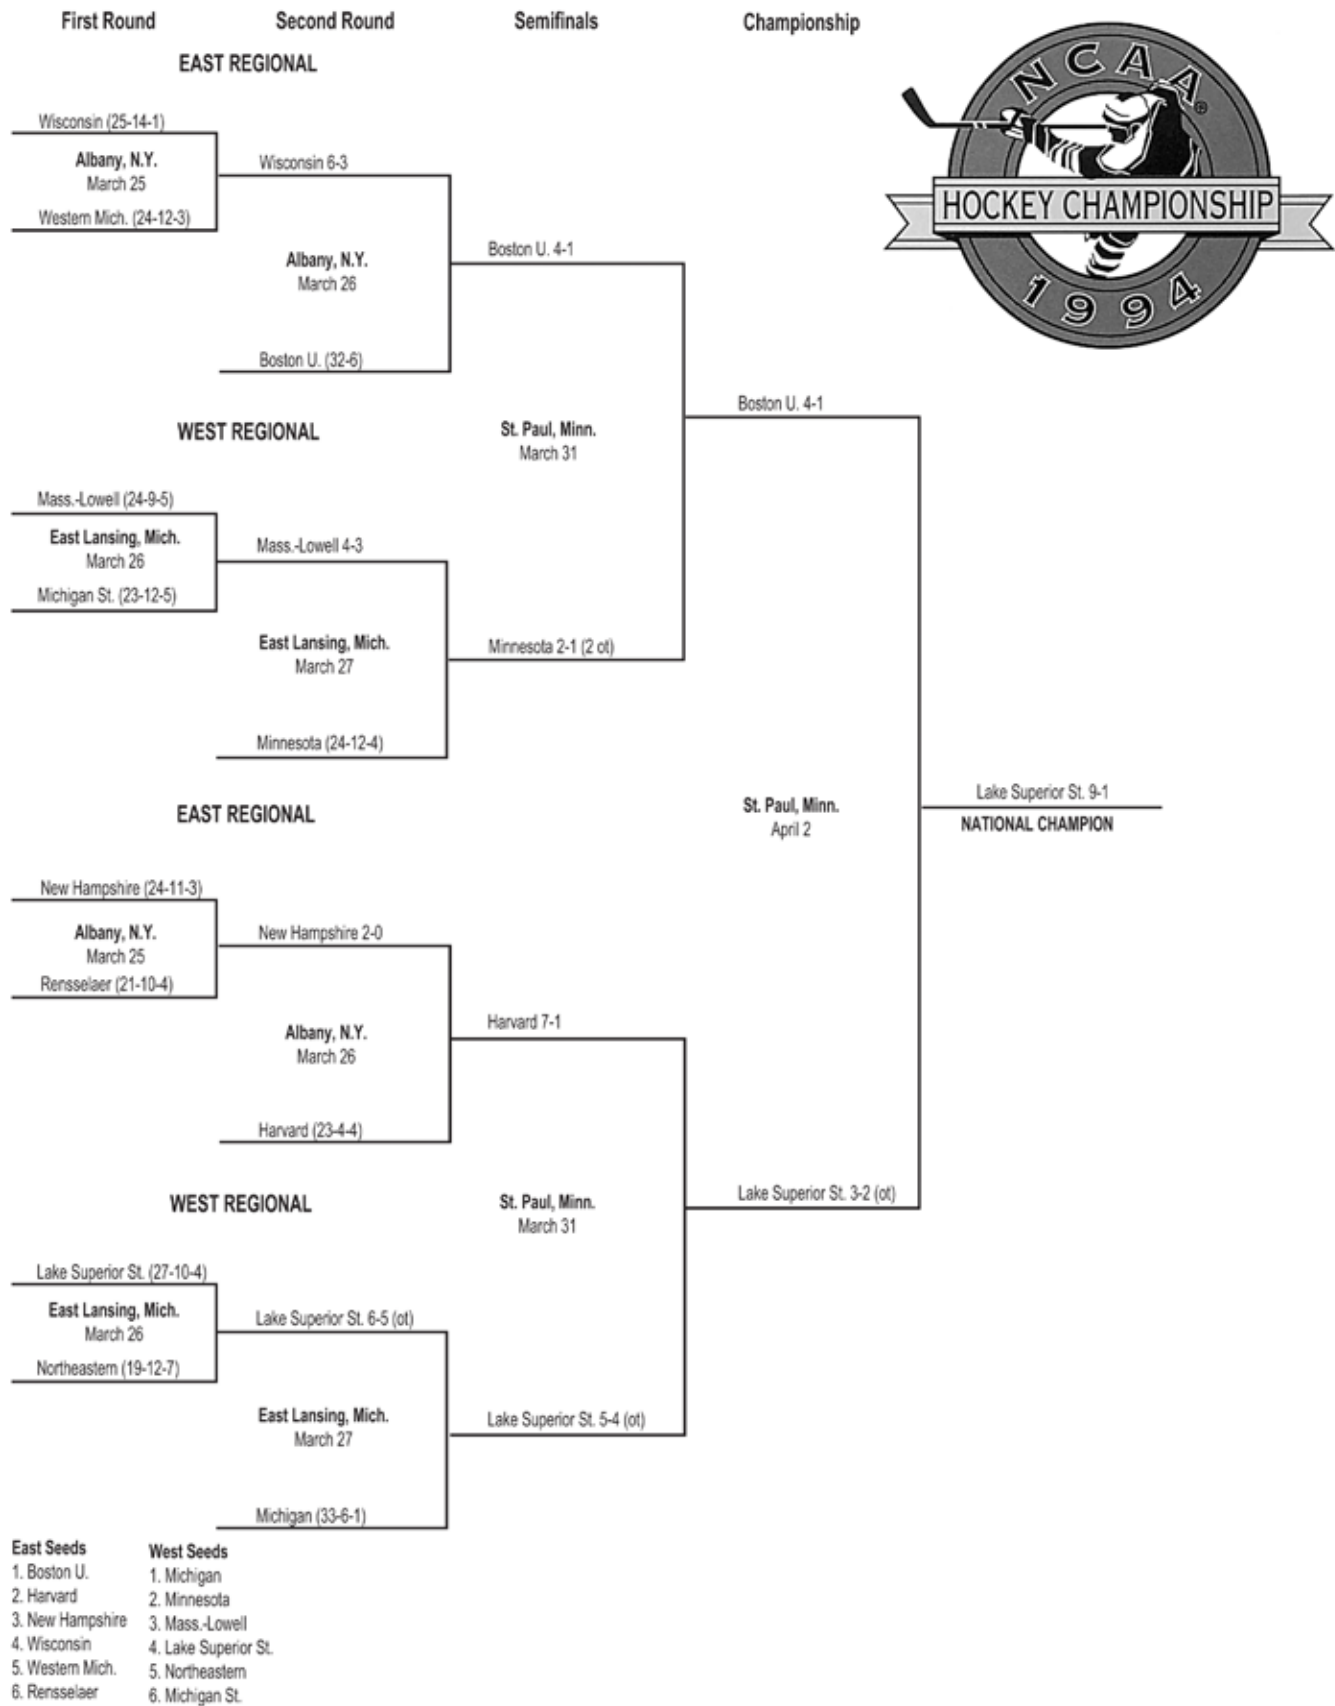 First Round
Second Round
Semifinals
Championship
NCAA®
HOCKEY CHAMPIONSHIP
1994
EAST REGIONAL
Wisconsin (25-14-1)
Albany, N.Y.
March 25
Western Mich. (24-12-3)
Wisconsin 6-3
Albany, N.Y.
March 26
Boston U. (32-6)
Boston U. 4-1
WEST REGIONAL
St. Paul, Minn.
March 31
Boston U. 4-1
Mass.-Lowell (24-9-5)
East Lansing, Mich.
March 26
Michigan St. (23-12-5)
Mass.-Lowell 4-3
East Lansing, Mich.
March 27
Minnesota (24-12-4)
Minnesota 2-1 (2 ot)
St. Paul, Minn.
April 2
Lake Superior St. 9-1
NATIONAL CHAMPION
EAST REGIONAL
New Hampshire (24-11-3)
Albany, N.Y.
March 25
Rensselaer (21-10-4)
New Hampshire 2-0
Albany, N.Y.
March 26
Harvard (23-4-4)
Harvard 7-1
WEST REGIONAL
St. Paul, Minn.
March 31
Lake Superior St. 3-2 (ot)
Lake Superior St. (27-10-4)
East Lansing, Mich.
March 26
Northeastern (19-12-7)
Lake Superior St. 6-5 (ot)
East Lansing, Mich.
March 27
Michigan (33-6-1)
Lake Superior St. 5-4 (ot)
East Seeds
1. Boston U.
2. Harvard
3. New Hampshire
4. Wisconsin
5. Western Mich.
6. Rensselaer
West Seeds
1. Michigan
2. Minnesota
3. Mass.-Lowell
4. Lake Superior St.
5. Northeastern
6. Michigan St.